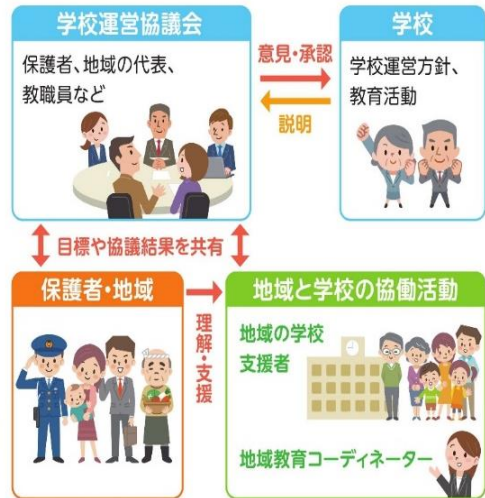 学校運営協議会
保護者、地域の代表、
教職員など
意見・承認
説明
学校
学校運営方針、
教育活動
目標や協議結果を共有
保護者・地域
理解・支援
地域と学校の協働活動
地域の学校
支援者
地域教育コーディネーター